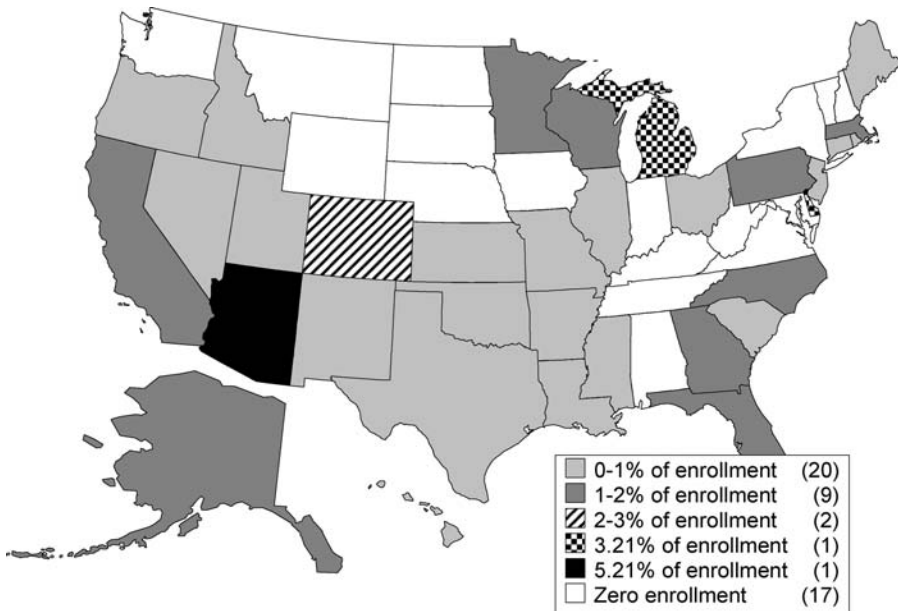 0-1% of enrollment (20)
1-2% of enrollment (9)
2-3% of enrollment (2)
3.21% of enrollment (1)
5.21% of enrollment (1)
Zero enrollment (17)